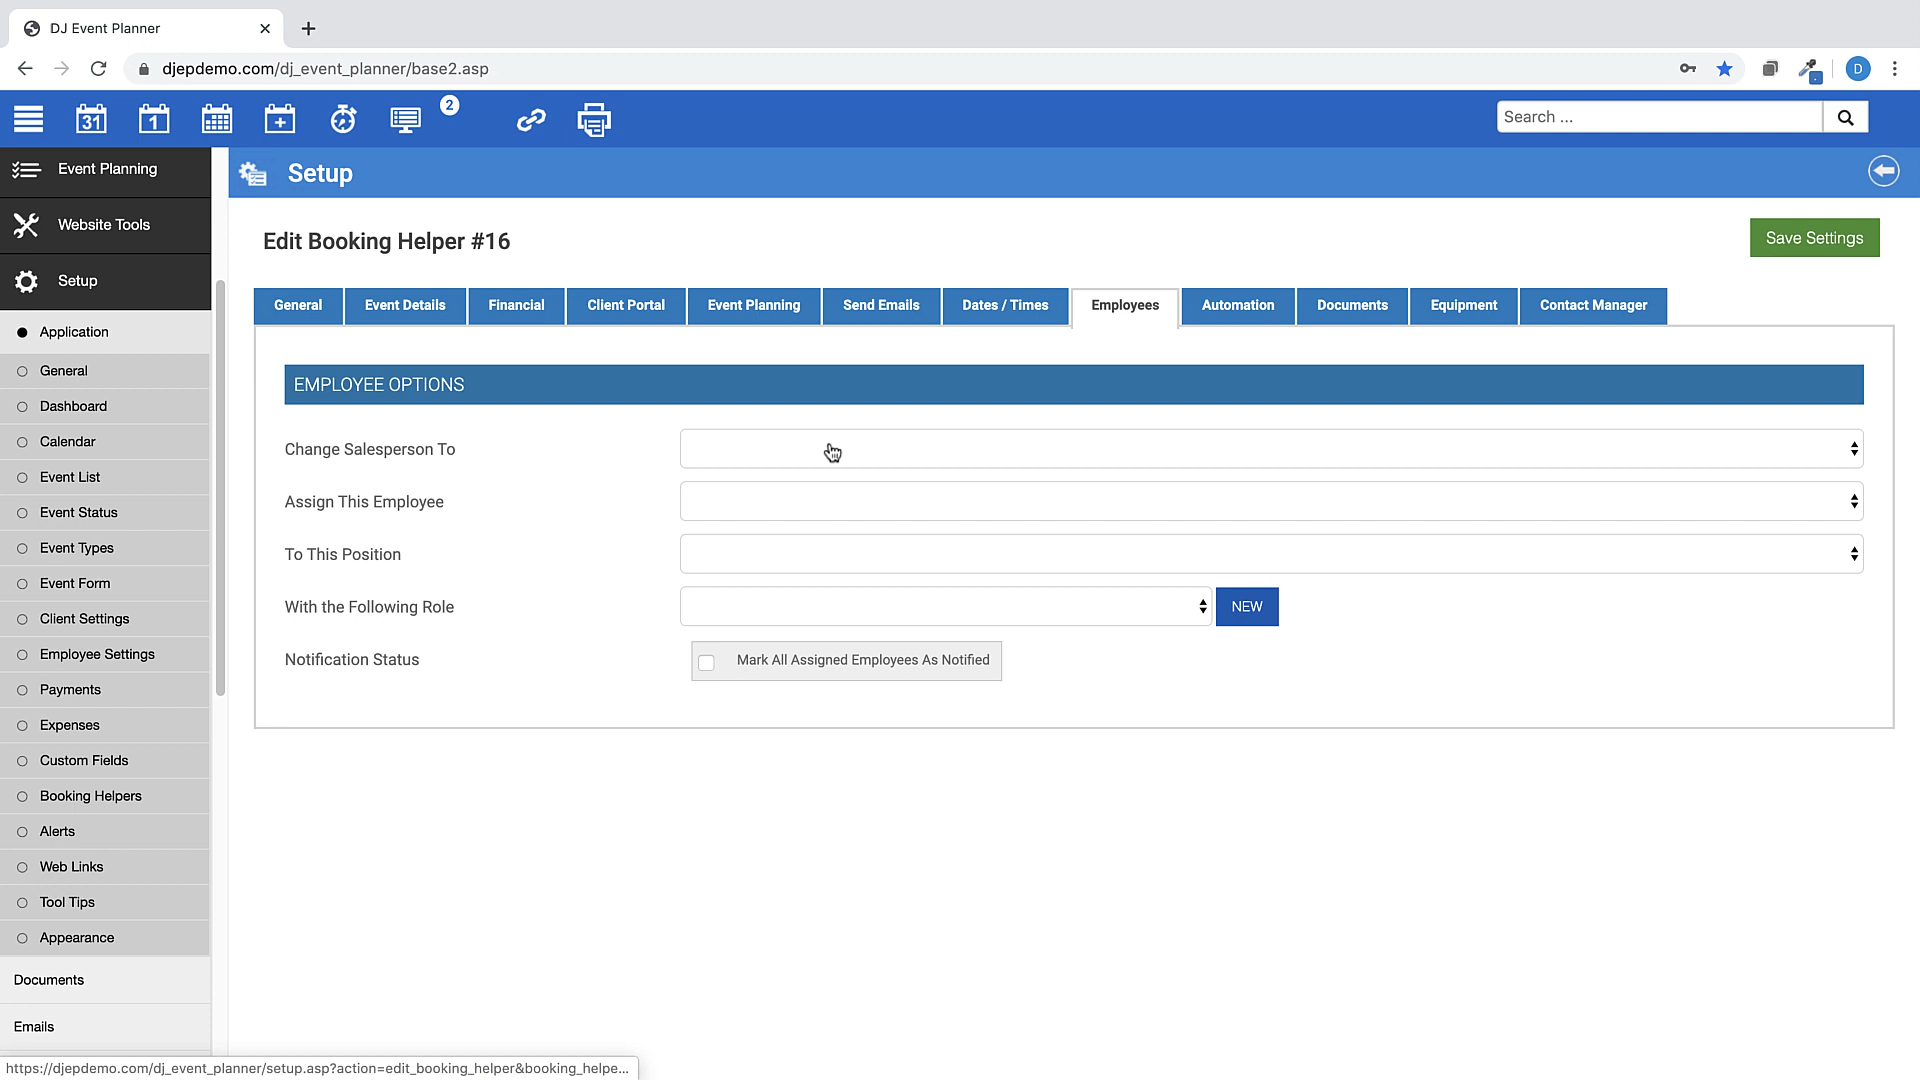 DJ Event Planner
djepdemo.com/dj_event_planner/base2.asp
D
31
1
2
Search ...
Event Planning
Website Tools
Setup
Application
General
Dashboard
Calendar
Event List
Event Status
Event Types
Event Form
Client Settings
Employee Settings
Payments
Expenses
Custom Fields
Booking Helpers
Alerts
Web Links
Tool Tips
Appearance
Documents
Emails
Setup
Edit Booking Helper #16
Save Settings
General Event Details Financial Client Portal Event Planning Send Emails Dates / Times Employees Automation Documents Equipment Contact Manager
EMPLOYEE OPTIONS
Change Salesperson To
Assign This Employee
To This Position
With the Following Role NEW
Notification Status Mark All Assigned Employees As Notified
https://djepdemo.com/dj_event_planner/setup.asp?action=edit_booking_helper&booking_helpe...